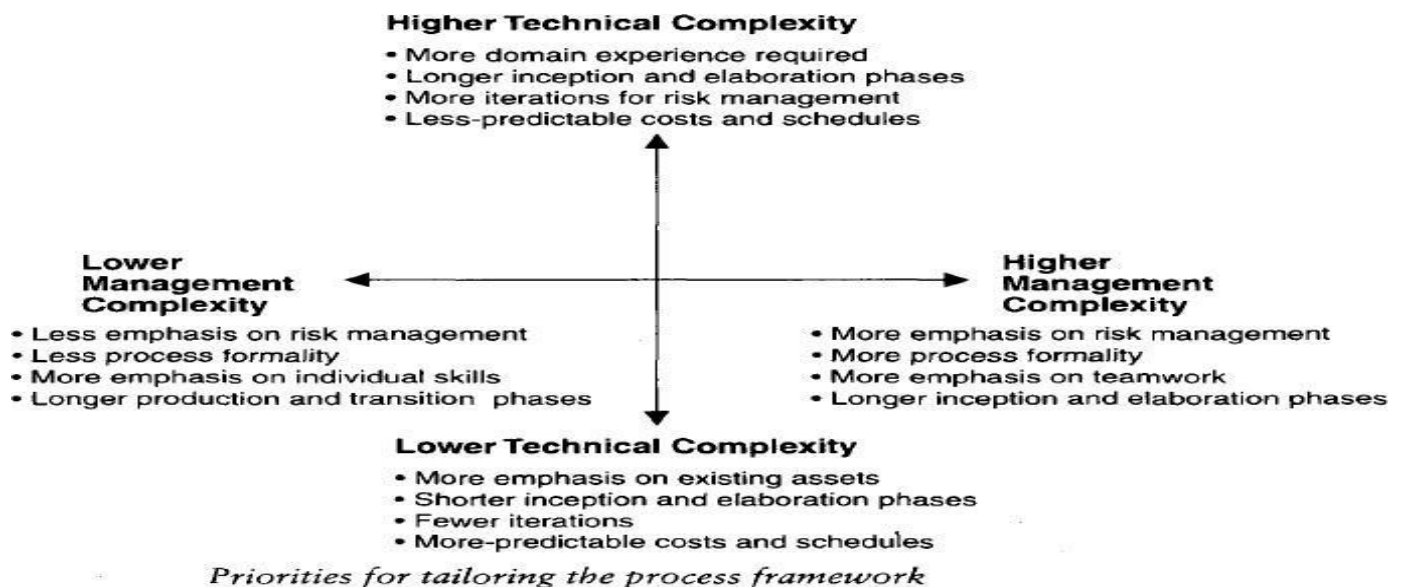 Higher Technical Complexity
• More domain experience required
• Longer inception and elaboration phases
• More iterations for risk management
• Less-predictable costs and schedules
Lower
Management
Complexity
• Less emphasis on risk management
• Less process formality
• More emphasis on individual skills
• Longer production and transition phases
Higher
Management
Complexity
• More emphasis on risk management
• More process formality
• More emphasis on teamwork
• Longer inception and elaboration phases
Lower Technical Complexity
• More emphasis on existing assets
• Shorter inception and elaboration phases
• Fewer iterations
• More-predictable costs and schedules
Priorities for tailoring the process framework